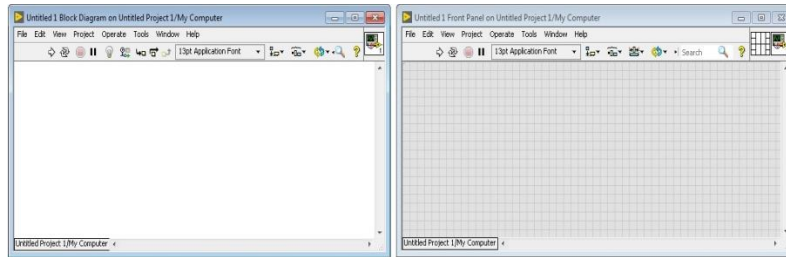 Untitled 1 Block Diagram on Untitled Project 1/My Computer
File Edit View Project Operate Tools Window Help
13pt Application Font
1
Untitled Project 1/My Computer
Untitled 1 Front Panel on Untitled Project 1/My Computer
File Edit View Project Operate Tools Window Help
13pt Application Font
Search
Untitled Project 1/My Computer